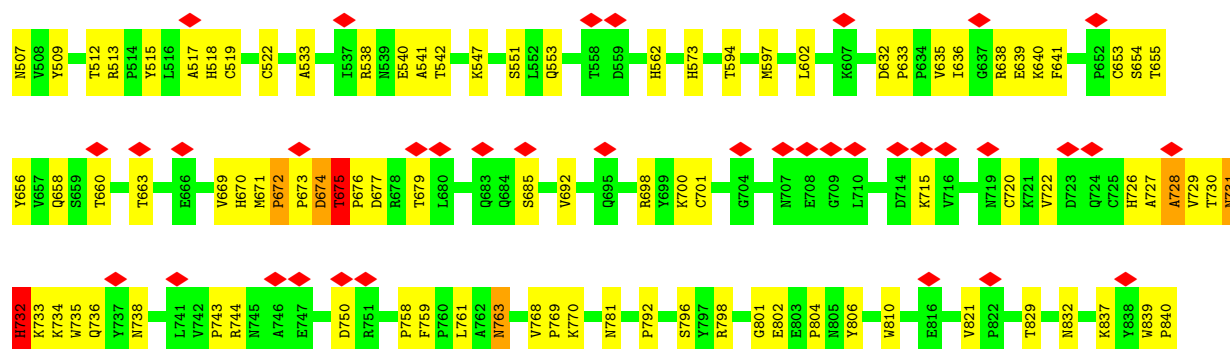 N507 V508 Y509 T512 R513 P514 Y515 L516 A517 H518 C519 C522 A533 I537 R538 N539 E540 A541 T542 K547 S551 L552 Q553 T558 D559 H562 H573 T594 M597 L602 K607 D632 P633 P634 V635 I636 G637 R638 E639 K640 F641 P652 C653 S654 T655
Y656 V657 Q658 S659 T660 T663 E666 V669 H670 M671 P672 P673 D674 T675 P676 D677 R678 T679 L680 Q683 Q684 S685 V692 Q695 R698 Y699 K700 C701 G704 N707 E708 G709 L710 D714 K715 V716 N719 C720 K721 V722 D723 Q724 C725 H726 A727 A728 V729 T730 N731
H732 K733 K734 W735 Q736 Y737 N738 L741 V742 P743 R744 N745 A746 E747 D750 R751 P758 F759 P760 L761 A762 N763 V768 P769 K770 N781 P792 S796 Y797 R798 G801 E802 E803 P804 N805 Y806 W810 E816 V821 P822 T829 N832 K837 Y838 W839 P840